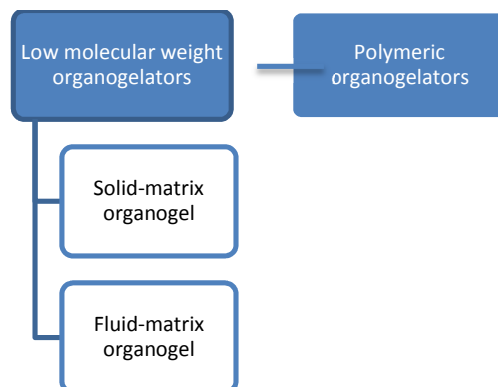 Low molecular weight
organogelators
Polymeric
organogelators
Solid-matrix
organogel
Fluid-matrix
organogel